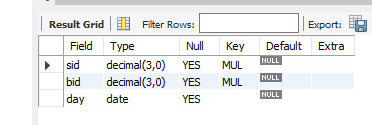 Result Grid Filter Rows: Export:
Field Type Null Key Default Extra
sid decimal(3,0) YES MUL NULL
bid decimal(3,0) YES MUL NULL
day date YES NULL